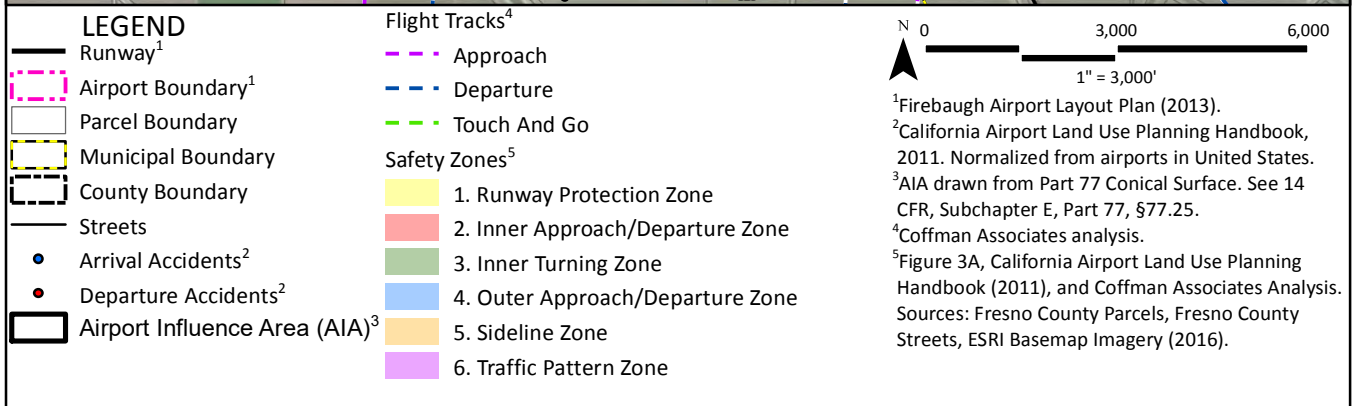 LEGEND
Runway¹
Airport Boundary¹
Parcel Boundary
Municipal Boundary
County Boundary
Streets
Arrival Accidents²
Departure Accidents²
Airport Influence Area (AIA)³
Flight Tracks⁴
Approach
Departure
Touch And Go
Safety Zones⁵
1. Runway Protection Zone
2. Inner Approach/Departure Zone
3. Inner Turning Zone
4. Outer Approach/Departure Zone
5. Sideline Zone
6. Traffic Pattern Zone
N 0 3,000 6,000
1" = 3,000'
¹Firebaugh Airport Layout Plan (2013).
²California Airport Land Use Planning Handbook,
2011. Normalized from airports in United States.
³AIA drawn from Part 77 Conical Surface. See 14
CFR, Subchapter E, Part 77, §77.25.
⁴Coffman Associates analysis.
⁵Figure 3A, California Airport Land Use Planning
Handbook (2011), and Coffman Associates Analysis.
Sources: Fresno County Parcels, Fresno County
Streets, ESRI Basemap Imagery (2016).